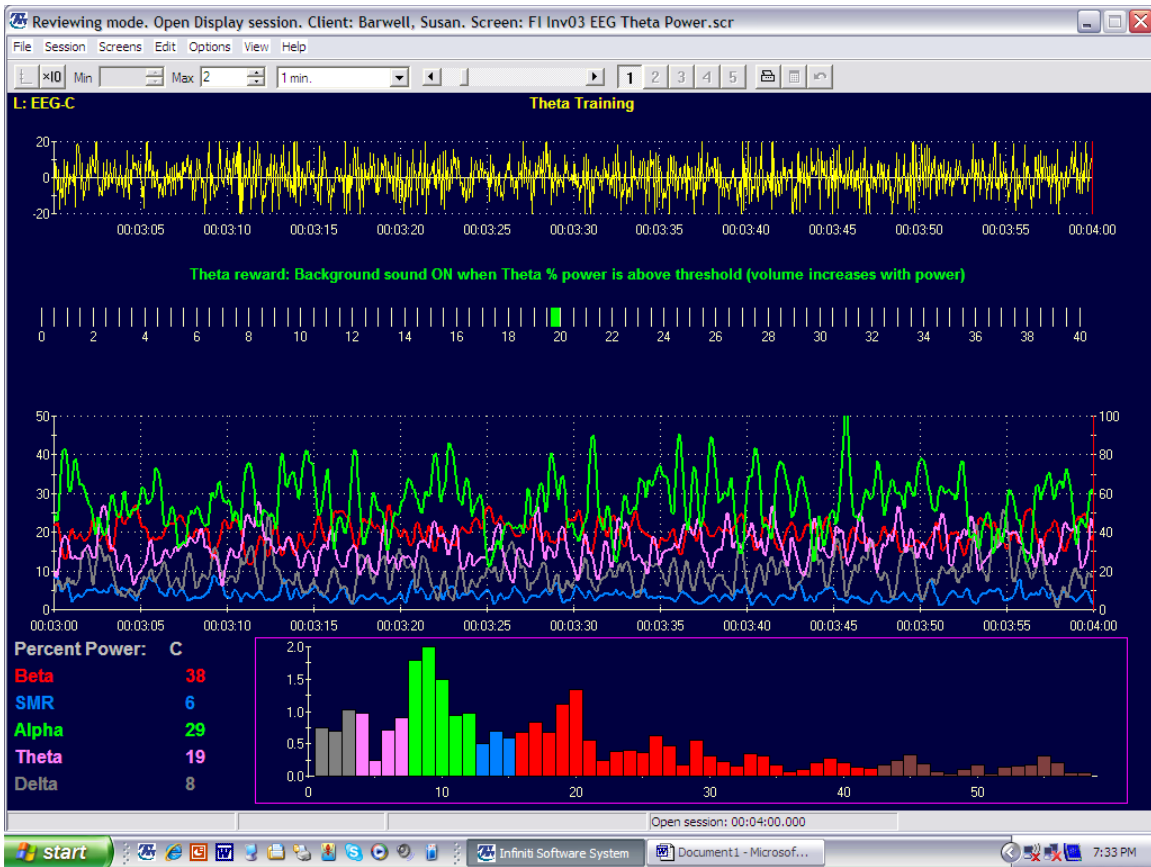 Reviewing mode. Open Display session. Client: Barwell, Susan. Screen: FI Inv03 EEG Theta Power.scr
File Session Screens Edit Options View Help
×10 Min Max 2 1 min. 1 2 3 4 5
L: EEG-C Theta Training
20
0
-20
00:03:05 00:03:10 00:03:15 00:03:20 00:03:25 00:03:30 00:03:35 00:03:40 00:03:45 00:03:50 00:03:55 00:04:00
Theta reward: Background sound ON when Theta % power is above threshold (volume increases with power)
0 2 4 6 8 10 12 14 16 18 20 22 24 26 28 30 32 34 36 38 40
50 100
40 80
30 60
20 40
10 20
0 0
00:03:00 00:03:05 00:03:10 00:03:15 00:03:20 00:03:25 00:03:30 00:03:35 00:03:40 00:03:45 00:03:50 00:03:55 00:04:00
Percent Power: C
Beta 38
SMR 6
Alpha 29
Theta 19
Delta 8
2.0
1.5
1.0
0.5
0.0
0 10 20 30 40 50
Open session: 00:04:00.000
start Infiniti Software System Document1 - Microsof... 7:33 PM